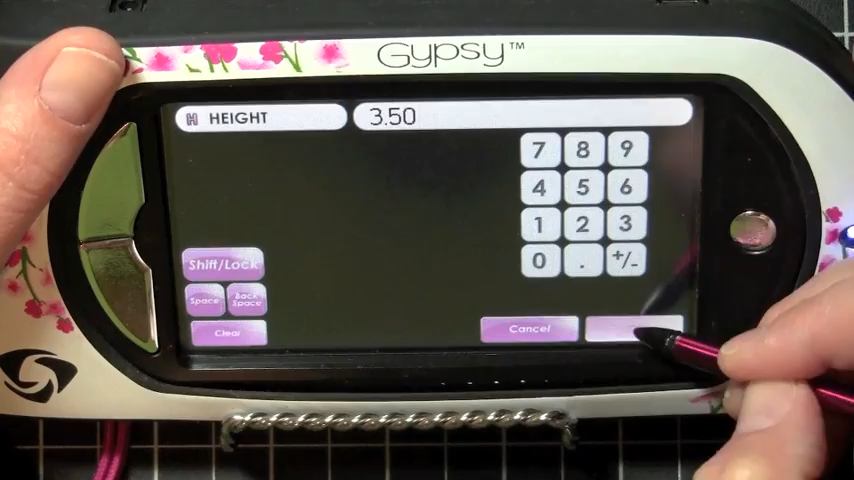 Gypsy™
H HEIGHT 3.50
7 8 9
4 5 6
1 2 3
0 . +/-
Shift/Lock
Space Back Space
Clear Cancel